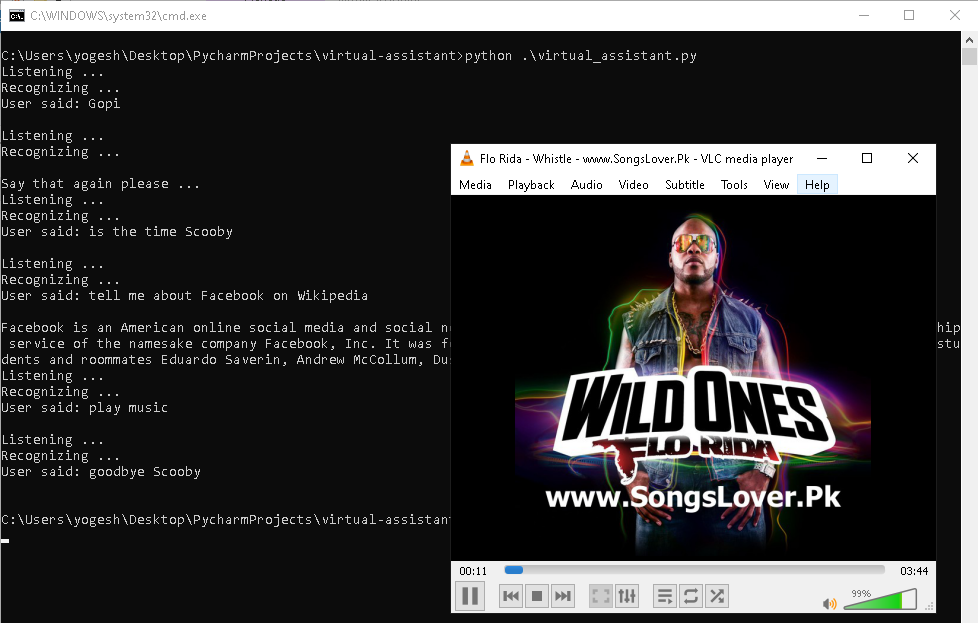 C:\WINDOWS\system32\cmd.exe
C:\Users\yogesh\Desktop\PycharmProjects\virtual-assistant>python .\virtual_assistant.py
Listening ...
Recognizing ...
User said: Gopi
Listening ...
Recognizing ...
Say that again please ...
Listening ...
Recognizing ...
User said: is the time Scooby
Listening ...
Recognizing ...
User said: tell me about Facebook on Wikipedia
Facebook is an American online social media and social n hip
service of the namesake company Facebook, Inc. It was f stu
dents and roommates Eduardo Saverin, Andrew McCollum, Du
Listening ...
Recognizing ...
User said: play music
Listening ...
Recognizing ...
User said: goodbye Scooby
C:\Users\yogesh\Desktop\PycharmProjects\virtual-assistant
Flo Rida - Whistle - www.SongsLover.Pk - VLC media player
Media Playback Audio Video Subtitle Tools View Help
WILD ONES
FLO RIDA
www.SongsLover.Pk
00:11 03:44
99%